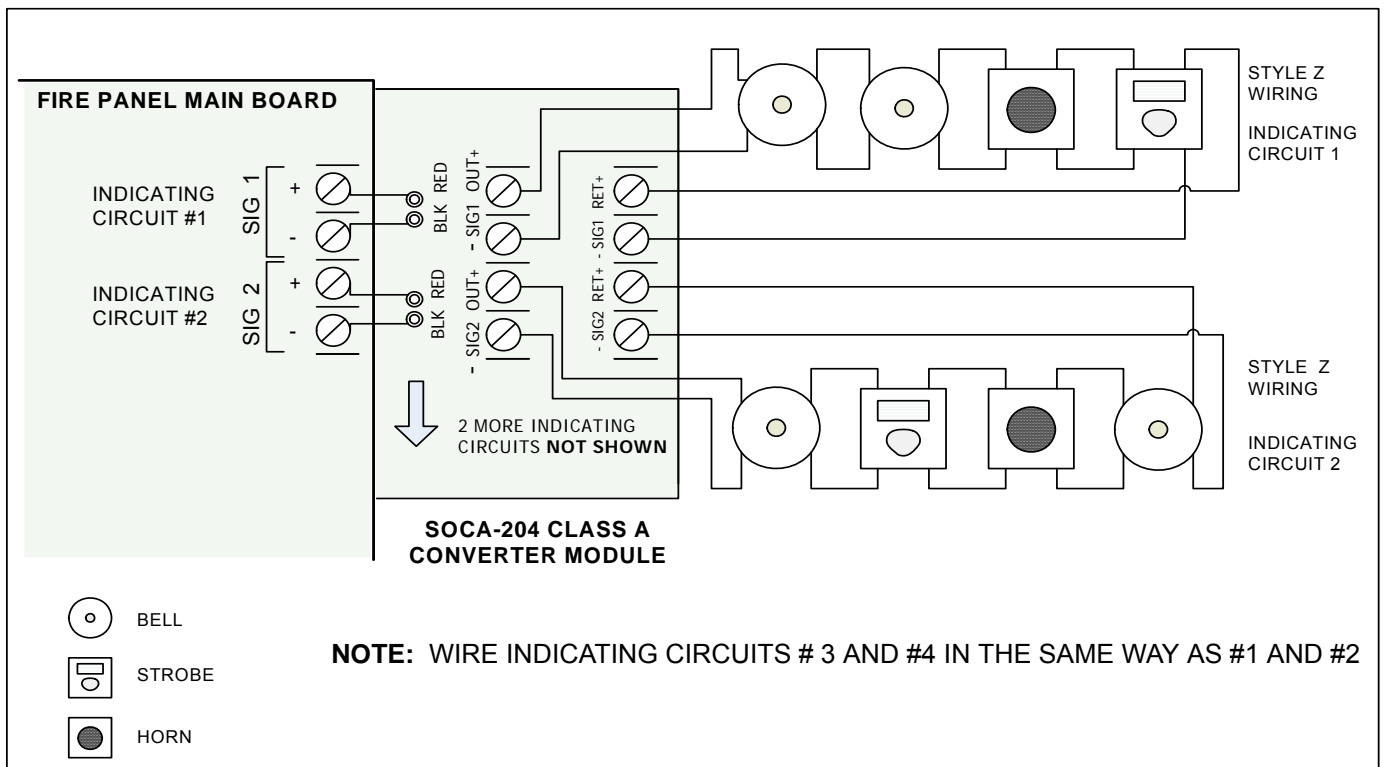 FIRE PANEL MAIN BOARD
INDICATING
CIRCUIT #1
SIG 1
+
-
INDICATING
CIRCUIT #2
SIG 2
+
-
BLK RED
BLK RED
- SIG1 OUT+
- SIG2 OUT+
- SIG1 RET+
- SIG2 RET+
2 MORE INDICATING
CIRCUITS NOT SHOWN
SOCA-204 CLASS A
CONVERTER MODULE
STYLE Z
WIRING
INDICATING
CIRCUIT 1
STYLE Z
WIRING
INDICATING
CIRCUIT 2
BELL
STROBE
HORN
NOTE: WIRE INDICATING CIRCUITS # 3 AND #4 IN THE SAME WAY AS #1 AND #2